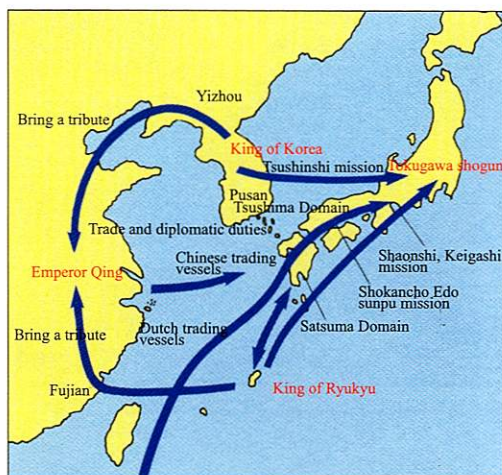 Yizhou
Bring a tribute
King of Korea
Tsushinshi mission
Tokugawa shogun
Pusan
Tsushima Domain
Trade and diplomatic duties
Shaonshi, Keigashi
mission
Emperor Qing
Chinese trading
vessels
Shokancho Edo
sunpu mission
Satsuma Domain
Bring a tribute
Dutch trading
vessels
Fujian
King of Ryukyu